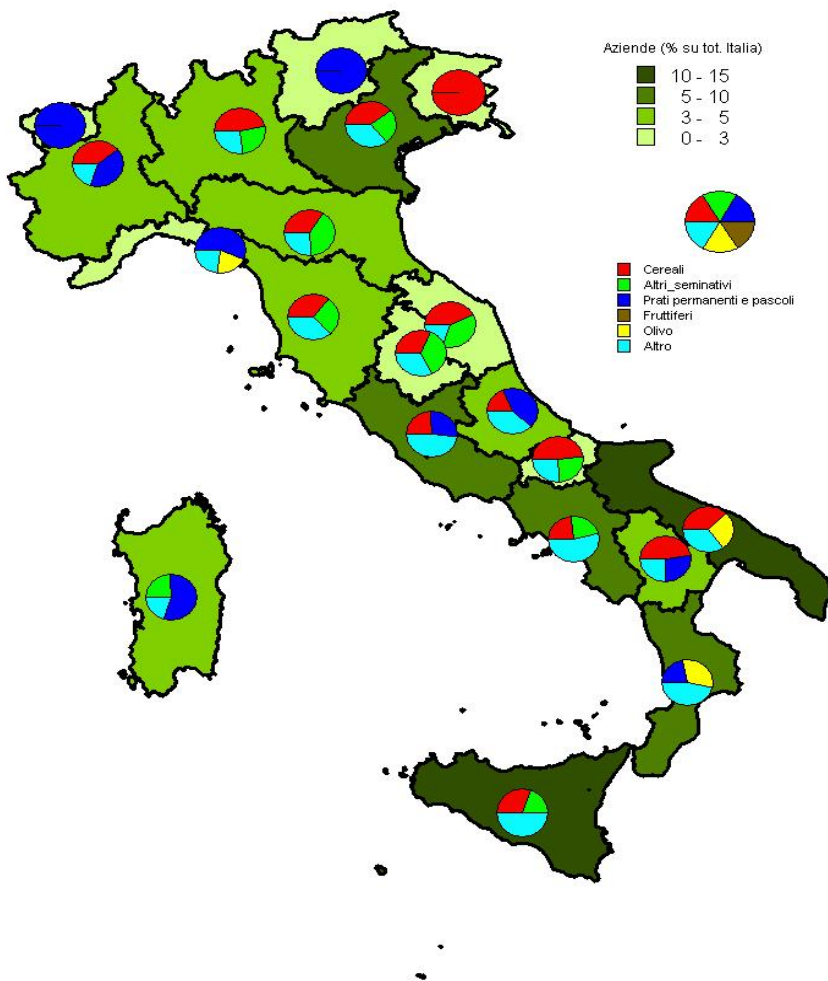 Aziende (% su tot. Italia)
10 - 15
5 - 10
3 - 5
0 - 3
Cereali
Altri_seminativi
Prati permanenti e pascoli
Fruttiferi
Olivo
Altro